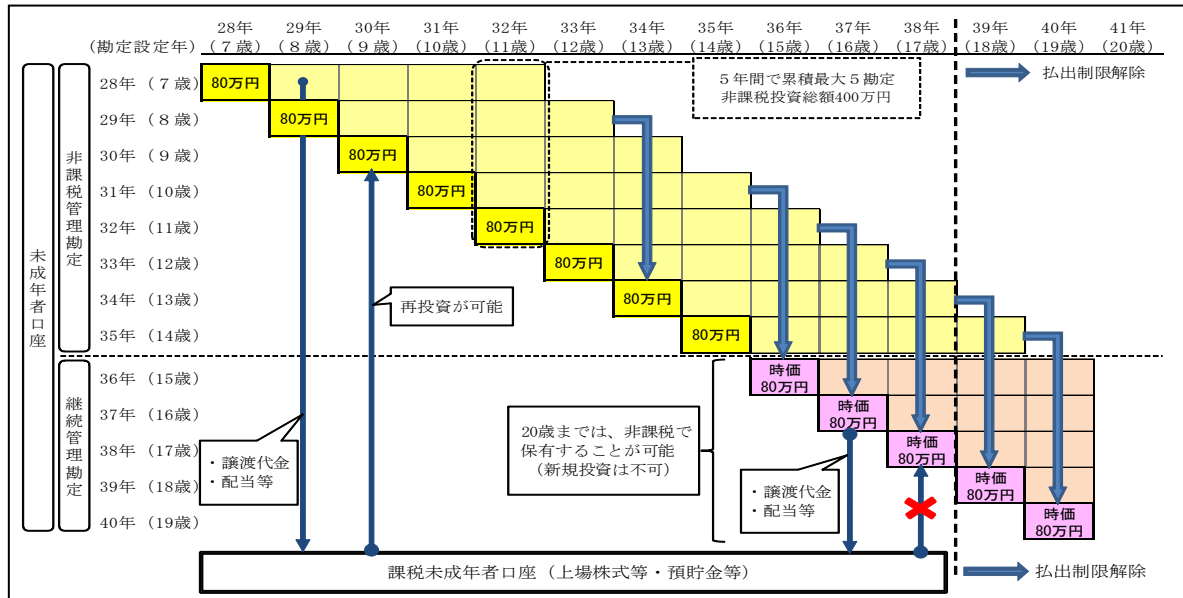 28年 29年 30年 31年 32年 33年 34年 35年 36年 37年 38年 39年 40年 41年
(勘定設定年) (7歳) (8歳) (9歳) (10歳) (11歳) (12歳) (13歳) (14歳) (15歳) (16歳) (17歳) (18歳) (19歳) (20歳)
未成年者口座
非課税管理勘定
28年 (7歳)
80万円
５年間で累積最大５勘定
非課税投資総額400万円
払出制限解除
29年 (8歳)
80万円
30年 (9歳)
80万円
31年 (10歳)
80万円
32年 (11歳)
80万円
33年 (12歳)
80万円
34年 (13歳)
80万円
再投資が可能
35年 (14歳)
80万円
継続管理勘定
36年 (15歳)
時価
80万円
37年 (16歳)
時価
80万円
38年 (17歳)
時価
80万円
39年 (18歳)
時価
80万円
40年 (19歳)
時価
80万円
・譲渡代金
・配当等
20歳までは、非課税で
保有することが可能
（新規投資は不可）
・譲渡代金
・配当等
課税未成年者口座（上場株式等・預貯金等）
払出制限解除